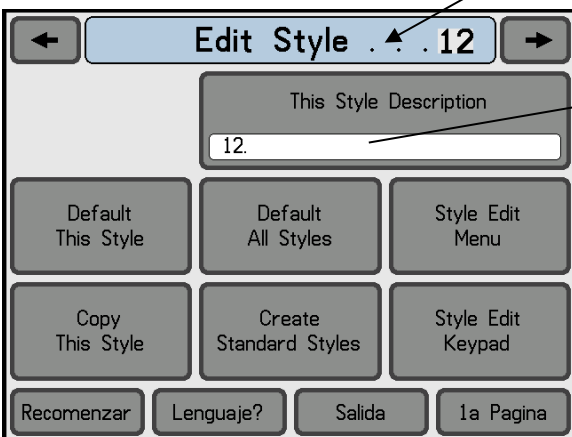 Edit Style . . . 12
This Style Description
12.
Default
This Style
Default
All Styles
Style Edit
Menu
Copy
This Style
Create
Standard Styles
Style Edit
Keypad
Recomenzar
Lenguaje?
Salida
1a Pagina